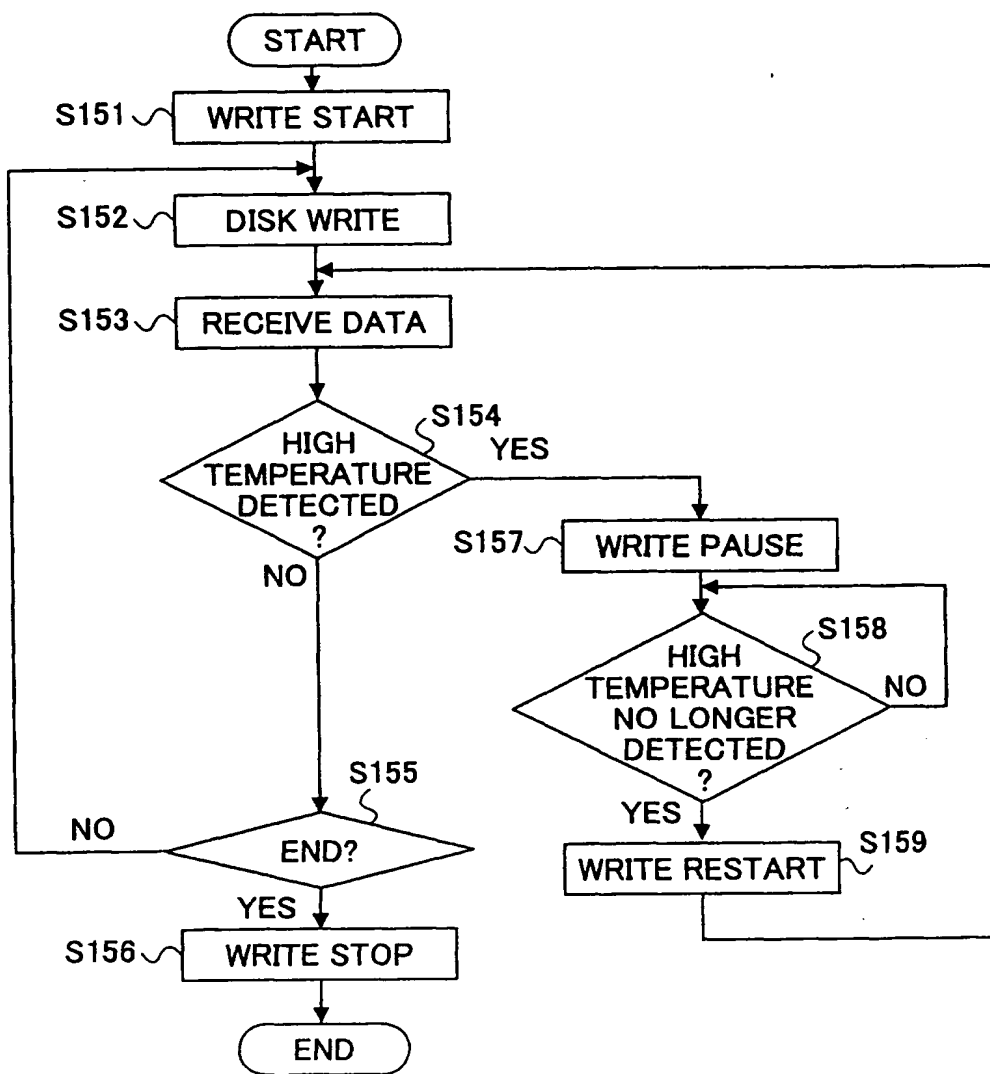 START
S151
WRITE START
S152
DISK WRITE
S153
RECEIVE DATA
S154
HIGH
TEMPERATURE
DETECTED
?
YES
NO
S157
WRITE PAUSE
S158
HIGH
TEMPERATURE
NO LONGER
DETECTED
?
NO
YES
S159
WRITE RESTART
S155
END?
NO
YES
S156
WRITE STOP
END